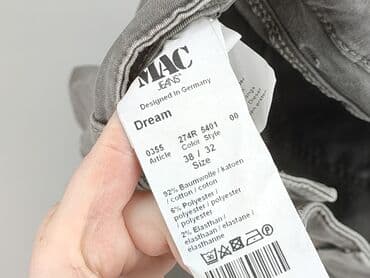 MAC
JEANS
Designed in Germany
Dream
0355 274R 5401 00
Article Color Style
38 / 32
Size
92% Baumwolle / katoen
/ cotton / coton
6% Polyester /
polyester / polyester
/ polyester
2% Elasthan /
elasthaan / elastane /
elasthanne